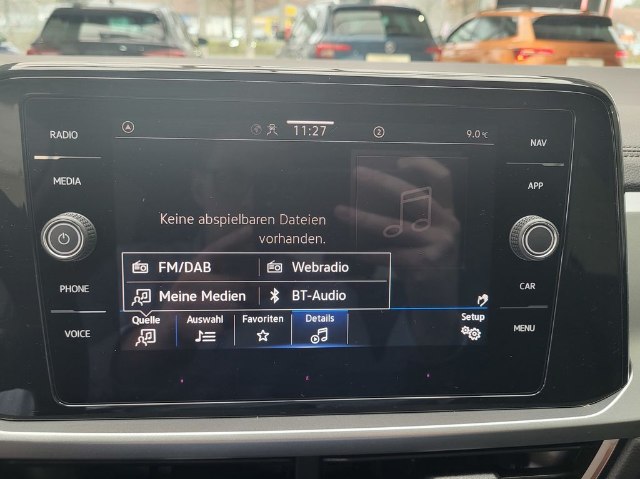 11:27
2
9.0°C
RADIO
MEDIA
PHONE
VOICE
NAV
APP
CAR
MENU
Keine abspielbaren Dateien
vorhanden.
FM/DAB
Webradio
Meine Medien
BT-Audio
Quelle
Auswahl
Favoriten
Details
Setup